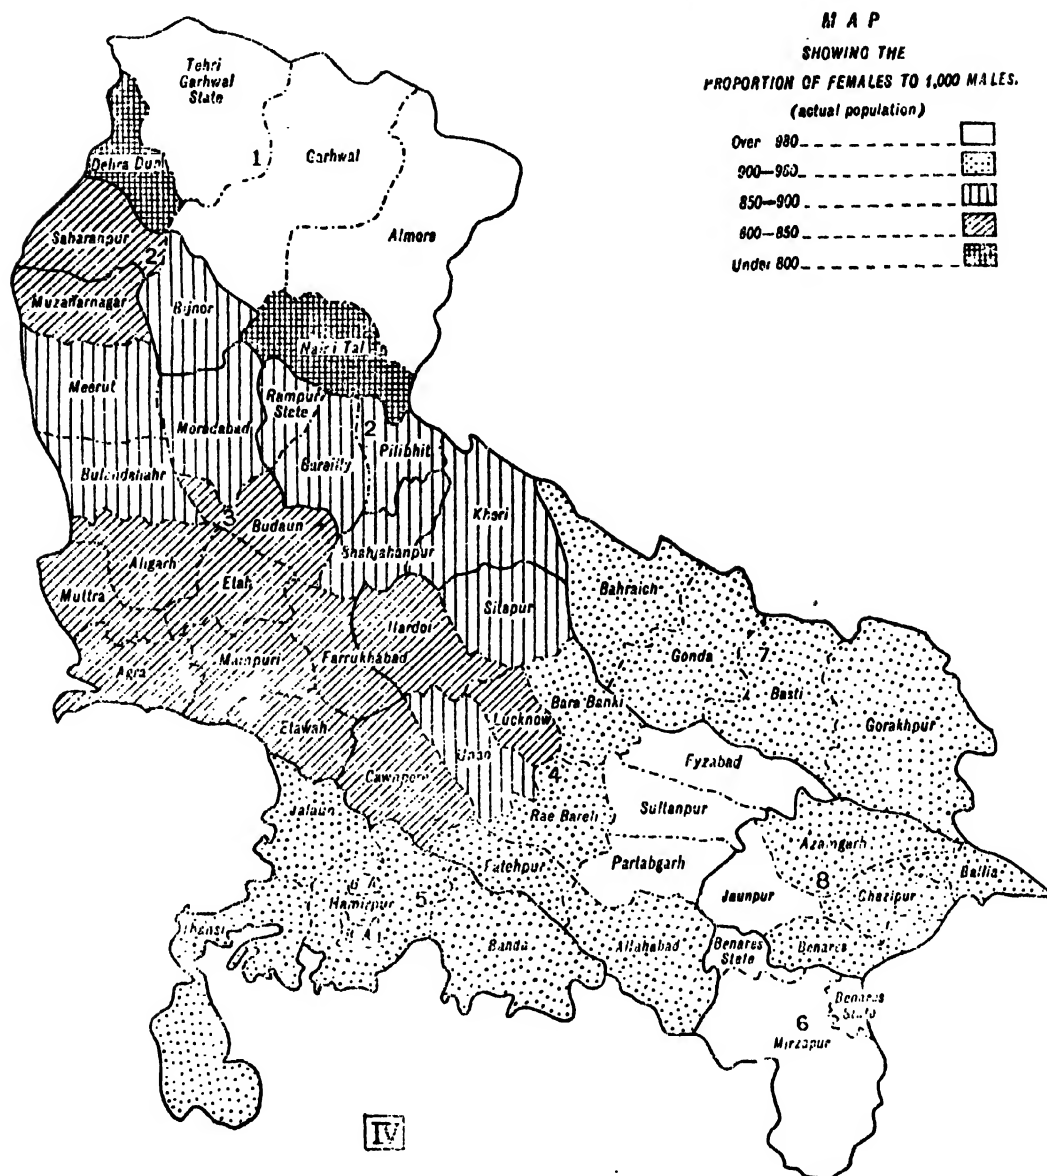 MAP
SHOWING THE
PROPORTION OF FEMALES TO 1,000 MALES.
(actual population)
Over 980
900—980
850—900
800—850
Under 800
Tehri
Garhwal
State
1
Garhwal
Dehra Dun
Almora
Saharanpur
2
Muzaffarnagar
Bijnor
Naini Tal
Meerut
Rampur
State
Moradabad
2
Pilibhit
Bareilly
Bulandshahr
3
Budaun
Kheri
Shahjahanpur
Aligarh
Etah
Muttra
Bahraich
Sitapur
Hardoi
Mainpuri
Farrukhabad
Agra
Gonda
7
Basti
Bara Banki
Gorakhpur
Lucknow
Etawah
Unao
Cawnpore
4
Fyzabad
Jalaun
Sultanpur
Rae Bareli
Azamgarh
Fatehpur
Partabgarh
Ballia
8
Jaunpur
Ghazipur
Hamirpur
5
Jhansi
Banda
Allahabad
Benares
State
Benares
Benares
State
6
Mirzapur
IV